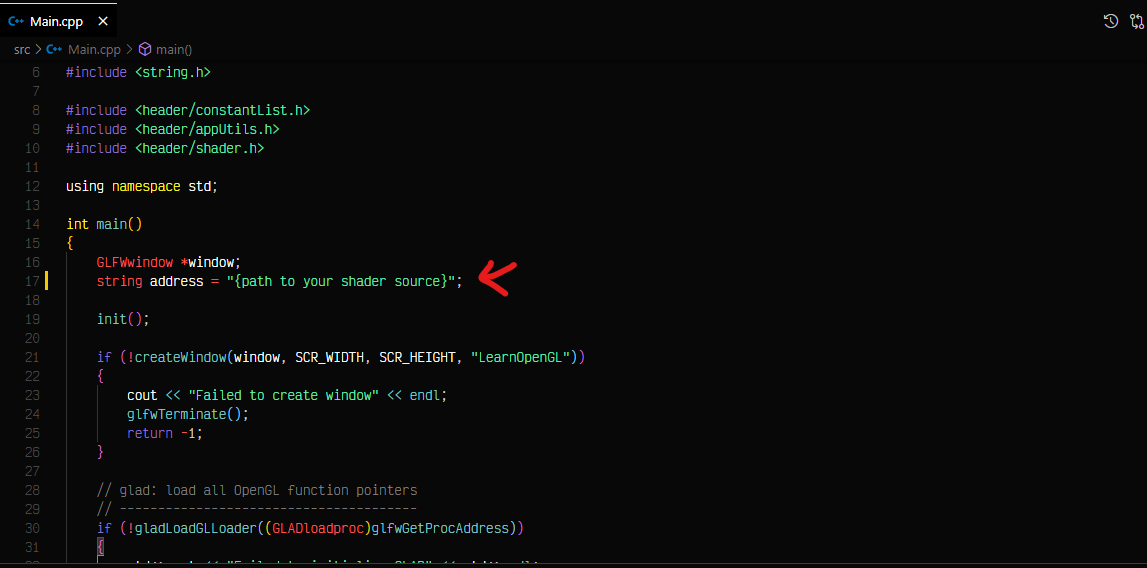 C++ Main.cpp ×
src > C++ Main.cpp > main()
6 #include <string.h>
7
8 #include <header/constantList.h>
9 #include <header/appUtils.h>
10 #include <header/shader.h>
11
12 using namespace std;
13
14 int main()
15 {
16 GLFWwindow *window;
17 string address = "{path to your shader source}";
18
19 init();
20
21 if (!createWindow(window, SCR_WIDTH, SCR_HEIGHT, "LearnOpenGL"))
22 {
23 cout << "Failed to create window" << endl;
24 glfwTerminate();
25 return -1;
26 }
27
28 // glad: load all OpenGL function pointers
29 // ---------------------------------------
30 if (!gladLoadGLLoader((GLADloadproc)glfwGetProcAddress))
31 {